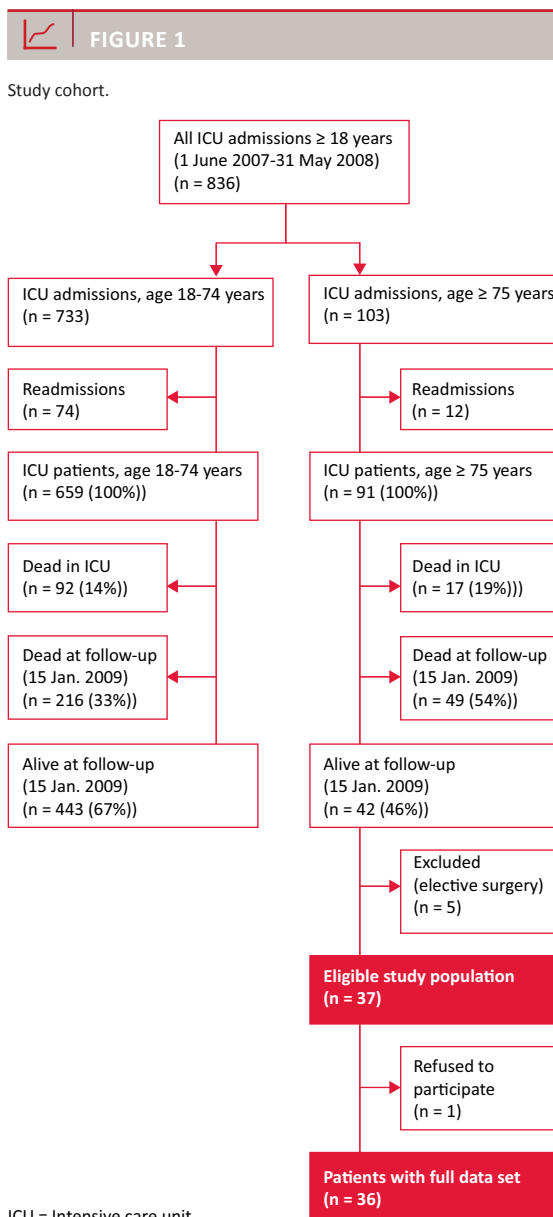 FIGURE 1
Study cohort.
All ICU admissions ≥ 18 years
(1 June 2007-31 May 2008)
(n = 836)
ICU admissions, age 18-74 years
(n = 733)
ICU admissions, age ≥ 75 years
(n = 103)
Readmissions
(n = 74)
Readmissions
(n = 12)
ICU patients, age 18-74 years
(n = 659 (100%))
ICU patients, age ≥ 75 years
(n = 91 (100%))
Dead in ICU
(n = 92 (14%))
Dead in ICU
(n = 17 (19%)))
Dead at follow-up
(15 Jan. 2009)
(n = 216 (33%))
Dead at follow-up
(15 Jan. 2009)
(n = 49 (54%))
Alive at follow-up
(15 Jan. 2009)
(n = 443 (67%))
Alive at follow-up
(15 Jan. 2009)
(n = 42 (46%))
Excluded
(elective surgery)
(n = 5)
Eligible study population
(n = 37)
Refused to
participate
(n = 1)
Patients with full data set
(n = 36)
ICU = Intensive care unit